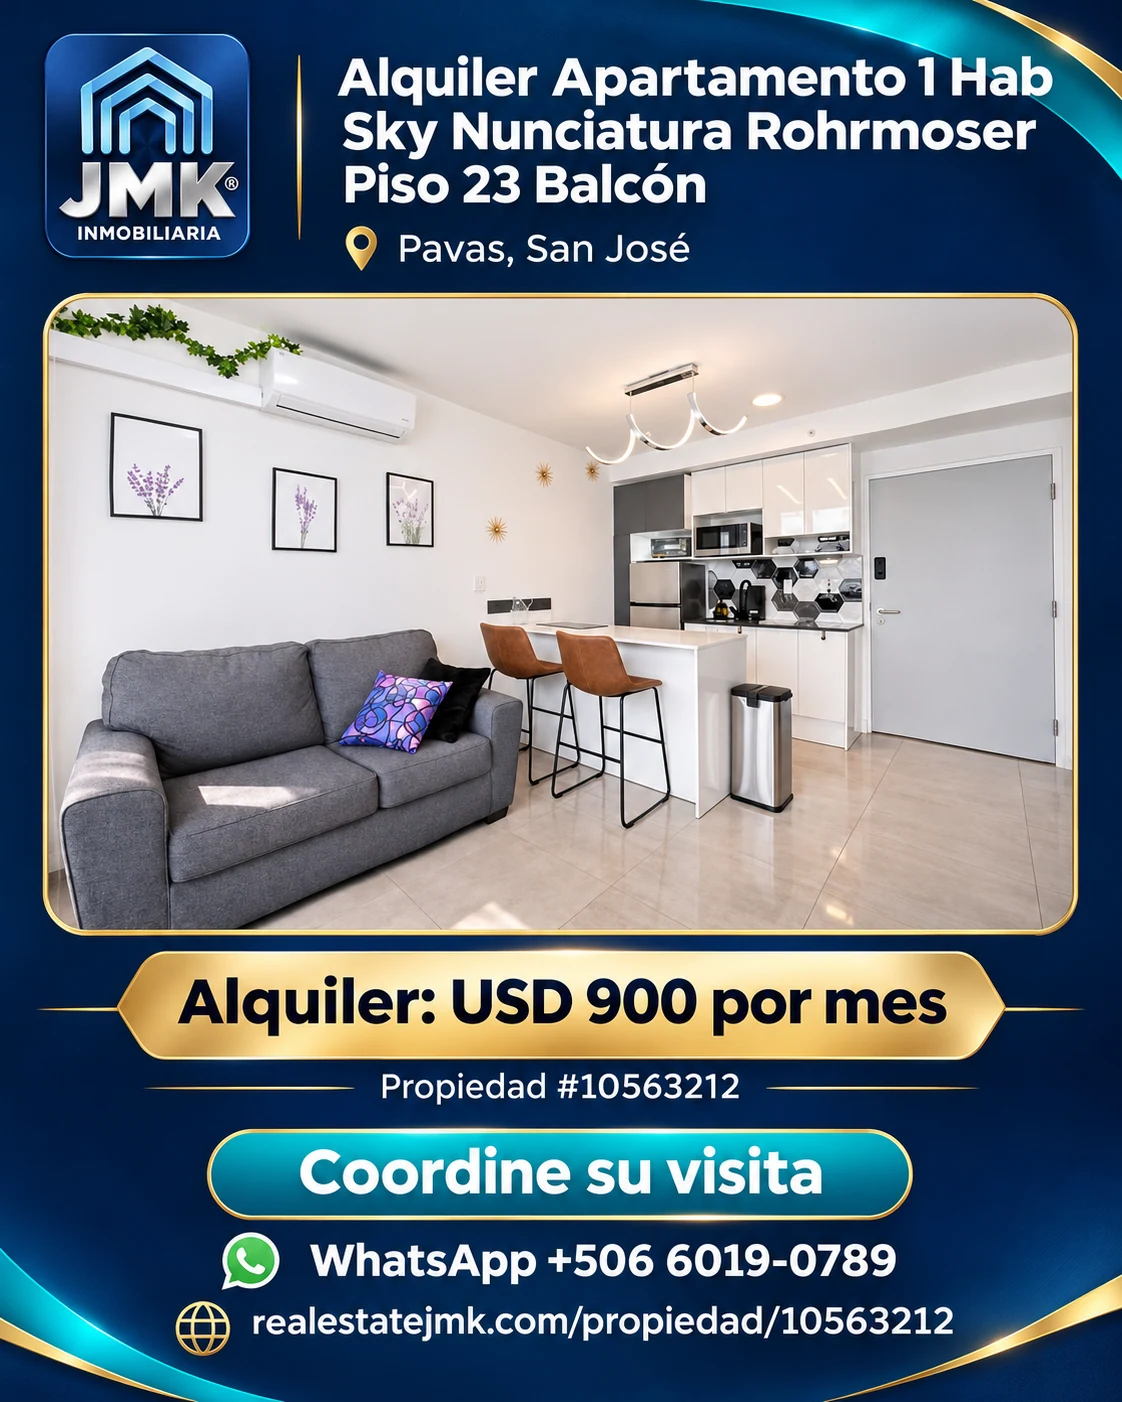 JMK®
INMOBILIARIA
Alquiler Apartamento 1 Hab
Sky Nunciatura Rohrmoser
Piso 23 Balcón
Pavas, San José
Alquiler: USD 900 por mes
Propiedad #10563212
Coordine su visita
WhatsApp +506 6019-0789
realestatejmk.com/propiedad/10563212